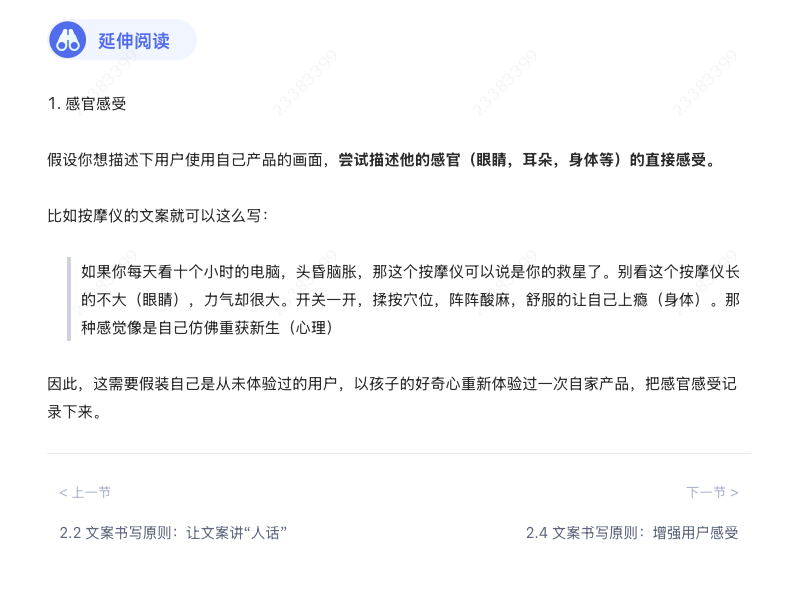 延伸阅读
1. 感官感受
假设你想描述下用户使用自己产品的画面，尝试描述他的感官（眼睛，耳朵，身体等）的直接感受。
比如按摩仪的文案就可以这么写：
如果你每天看十个小时的电脑，头昏脑胀，那这个按摩仪可以说是你的救星了。别看这个按摩仪长
的不大（眼睛），力气却很大。开关一开，揉按穴位，阵阵酸麻，舒服的让自己上瘾（身体）。那
种感觉像是自己仿佛重获新生（心理）
因此，这需要假装自己是从未体验过的用户，以孩子的好奇心重新体验过一次自家产品，把感官感受记
录下来。
< 上一节
下一节 >
2.2 文案书写原则：让文案讲“人话”
2.4 文案书写原则：增强用户感受
23383399
23383399
23383399
23383399